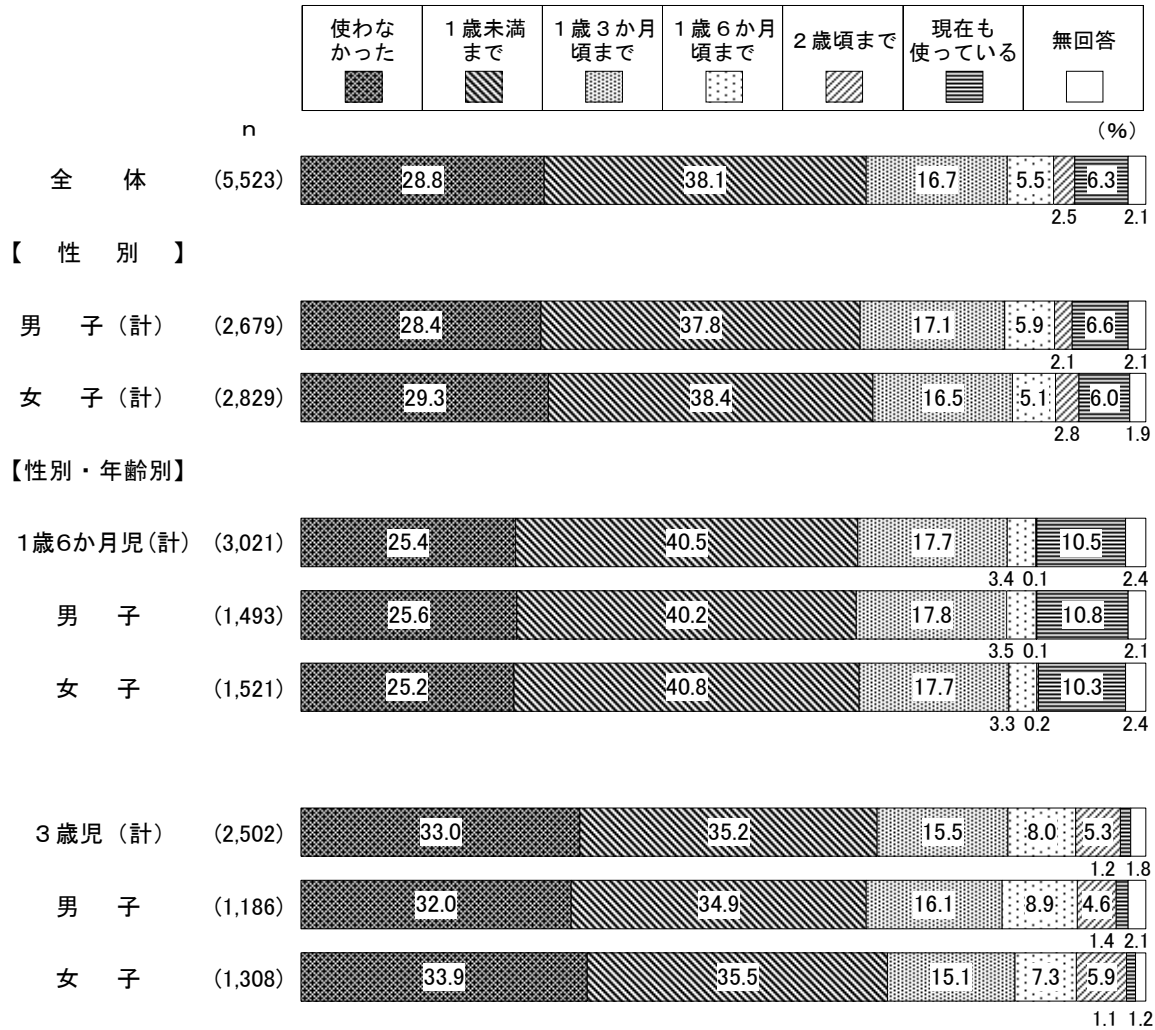 使わな
かった
１歳未満
まで
１歳３か月
頃まで
１歳６か月
頃まで
２歳頃まで
現在も
使っている
無回答
ｎ (％)
全　体 (5,523) 28.8 38.1 16.7 5.5 6.3
2.5 2.1
【　性　別　】
男　子（計） (2,679) 28.4 37.8 17.1 5.9 6.6
2.1 2.1
女　子（計） (2,829) 29.3 38.4 16.5 5.1 6.0
2.8 1.9
【性別・年齢別】
１歳６か月児（計） (3,021) 25.4 40.5 17.7 10.5
3.4 0.1 2.4
男　子 (1,493) 25.6 40.2 17.8 10.8
3.5 0.1 2.1
女　子 (1,521) 25.2 40.8 17.7 10.3
3.3 0.2 2.4
３歳児（計） (2,502) 33.0 35.2 15.5 8.0 5.3
1.2 1.8
男　子 (1,186) 32.0 34.9 16.1 8.9 4.6
1.4 2.1
女　子 (1,308) 33.9 35.5 15.1 7.3 5.9
1.1 1.2